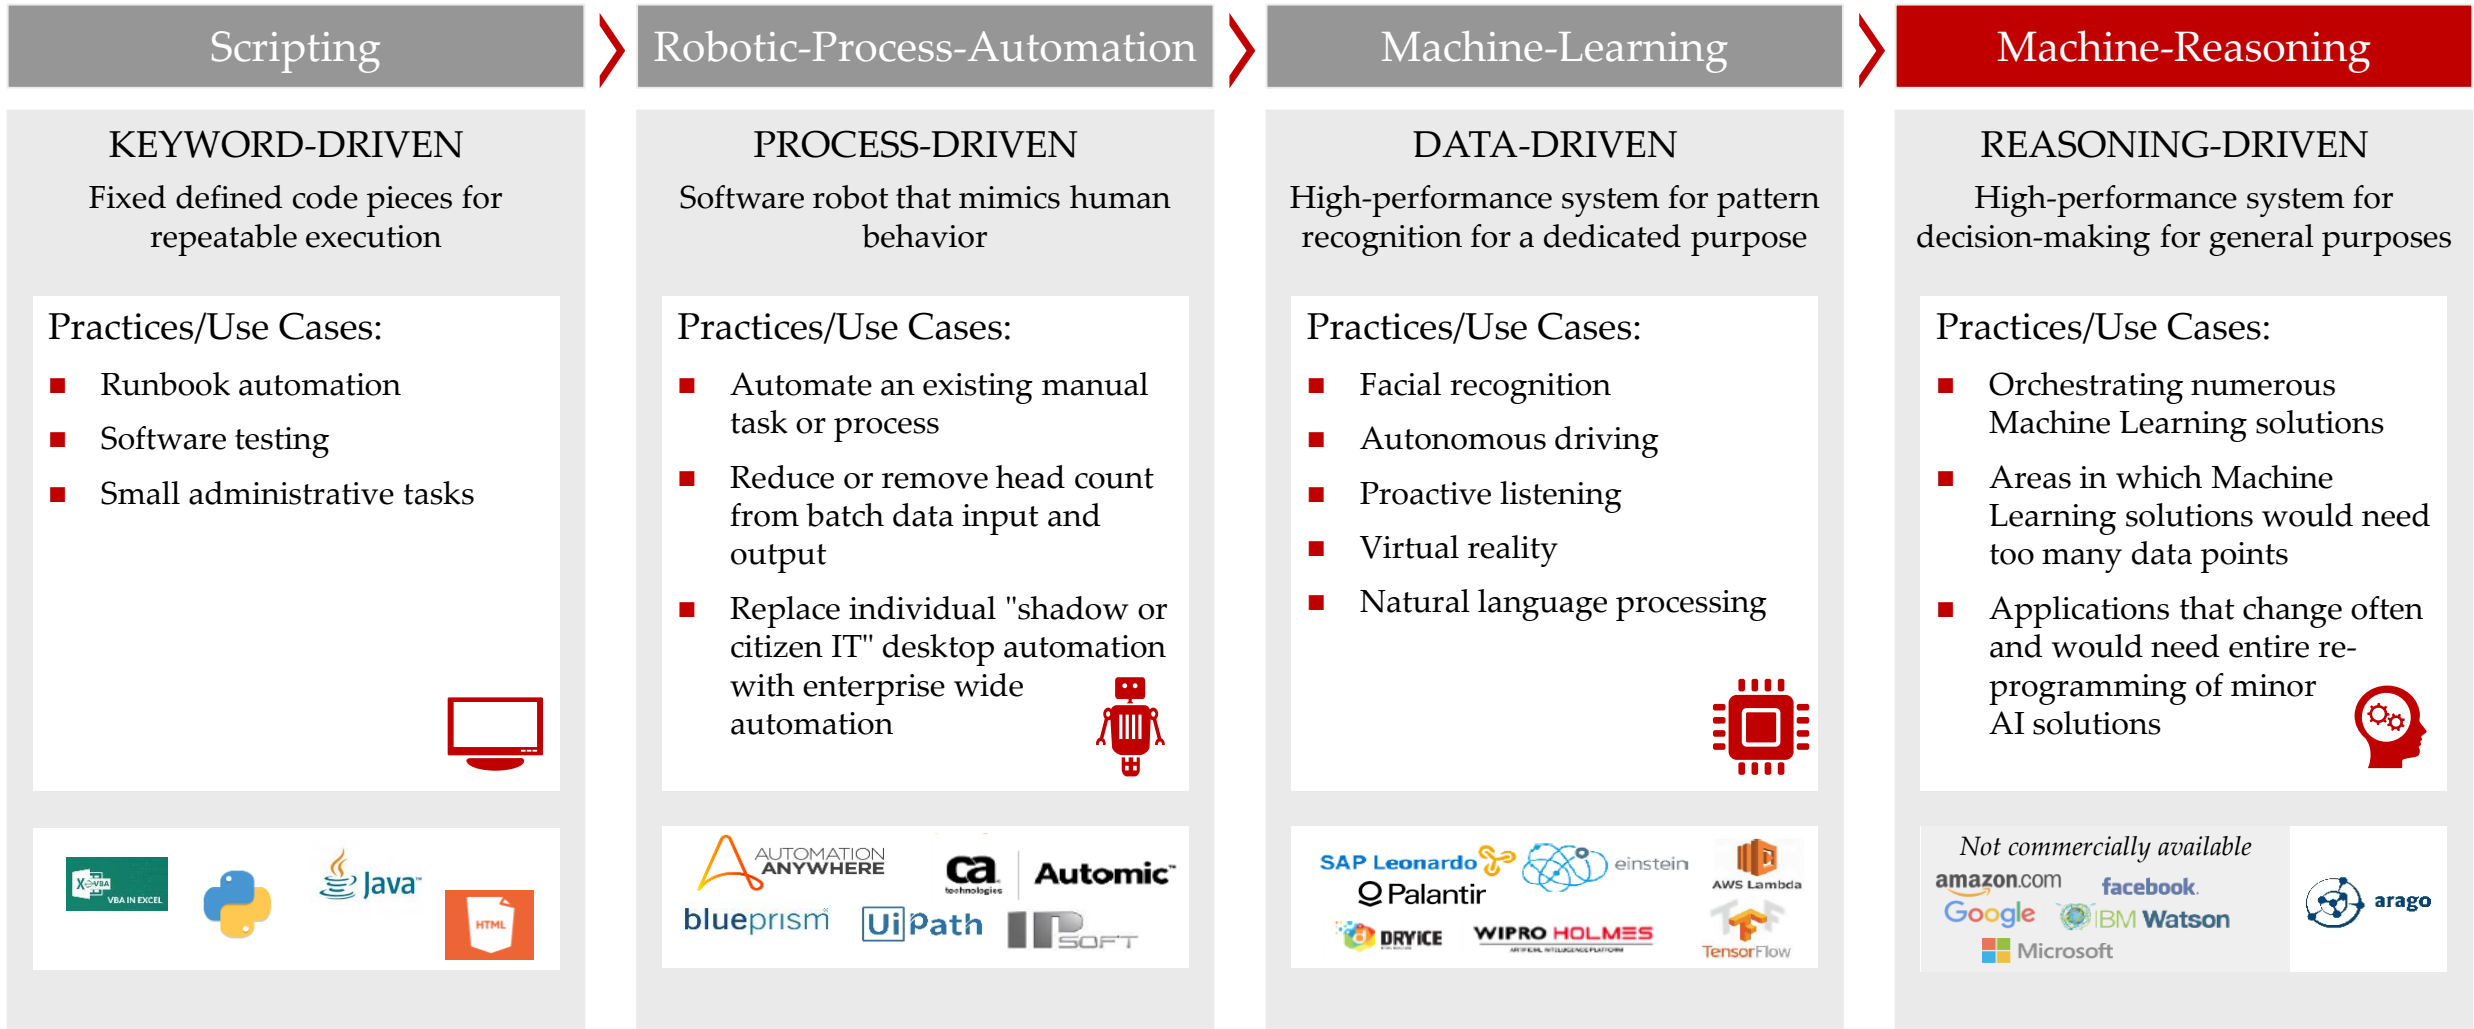 Scripting
Robotic-Process-Automation
Machine-Learning
Machine-Reasoning
KEYWORD-DRIVEN
Fixed defined code pieces for
repeatable execution
Practices/Use Cases:
Runbook automation
Software testing
Small administrative tasks
X VBA
VBA IN EXCEL
Java™
HTML
PROCESS-DRIVEN
Software robot that mimics human
behavior
Practices/Use Cases:
Automate an existing manual
task or process
Reduce or remove head count
from batch data input and
output
Replace individual "shadow or
citizen IT" desktop automation
with enterprise wide
automation
AUTOMATION
ANYWHERE
ca
technologies
Automic™
blueprism
UiPath
IPSOFT
DATA-DRIVEN
High-performance system for pattern
recognition for a dedicated purpose
Practices/Use Cases:
Facial recognition
Autonomous driving
Proactive listening
Virtual reality
Natural language processing
SAP Leonardo
einstein
AWS Lambda
Palantir
DRYiCE
WIPRO HOLMES
ARTIFICIAL INTELLIGENCE PLATFORM
TensorFlow
REASONING-DRIVEN
High-performance system for
decision-making for general purposes
Practices/Use Cases:
Orchestrating numerous
Machine Learning solutions
Areas in which Machine
Learning solutions would need
too many data points
Applications that change often
and would need entire re-
programming of minor
AI solutions
Not commercially available
amazon.com
facebook.
Google
IBM Watson
Microsoft
arago